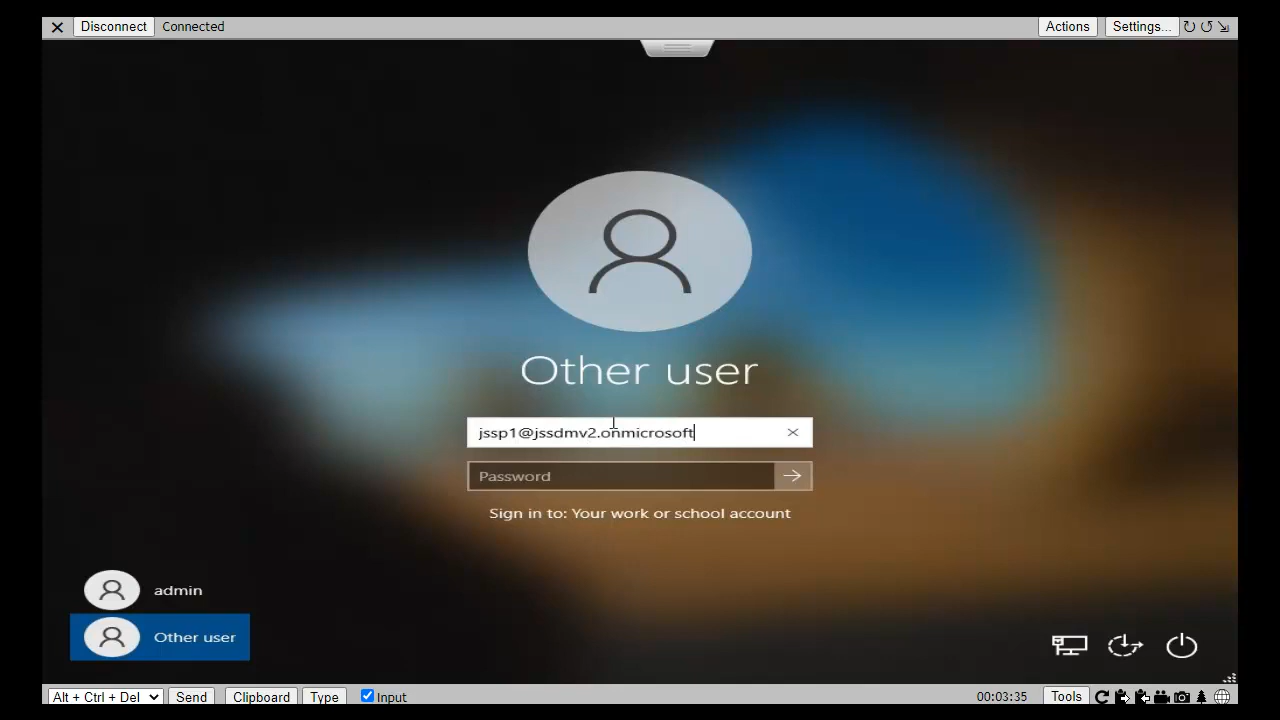 Disconnect Connected Actions Settings...
Other user
jssp1@jssdmv2.onmicrosoft
Password
Sign in to: Your work or school account
admin
Other user
Alt + Ctrl + Del Send Clipboard Type Input 00:03:35 Tools